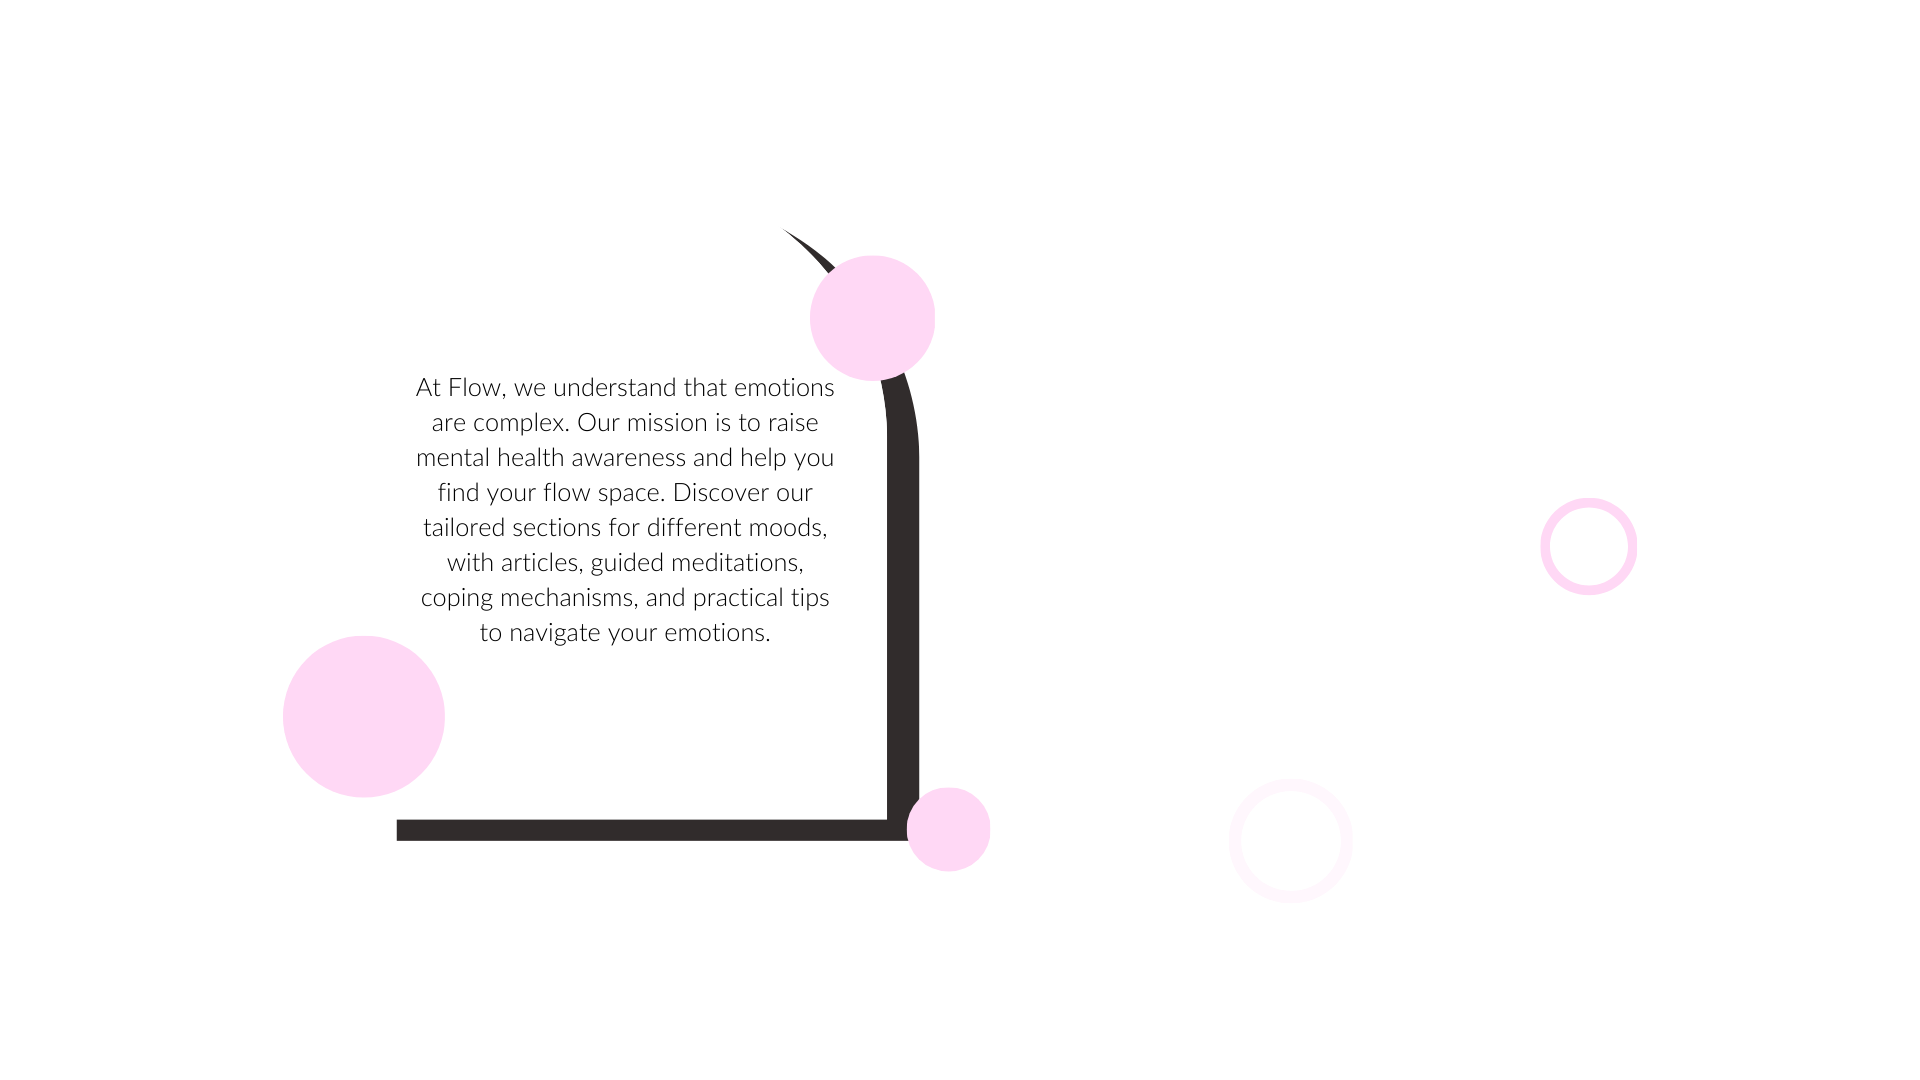 At Flow, we understand that emotions
are complex. Our mission is to raise
mental health awareness and help you
find your flow space. Discover our
tailored sections for different moods,
with articles, guided meditations,
coping mechanisms, and practical tips
to navigate your emotions.